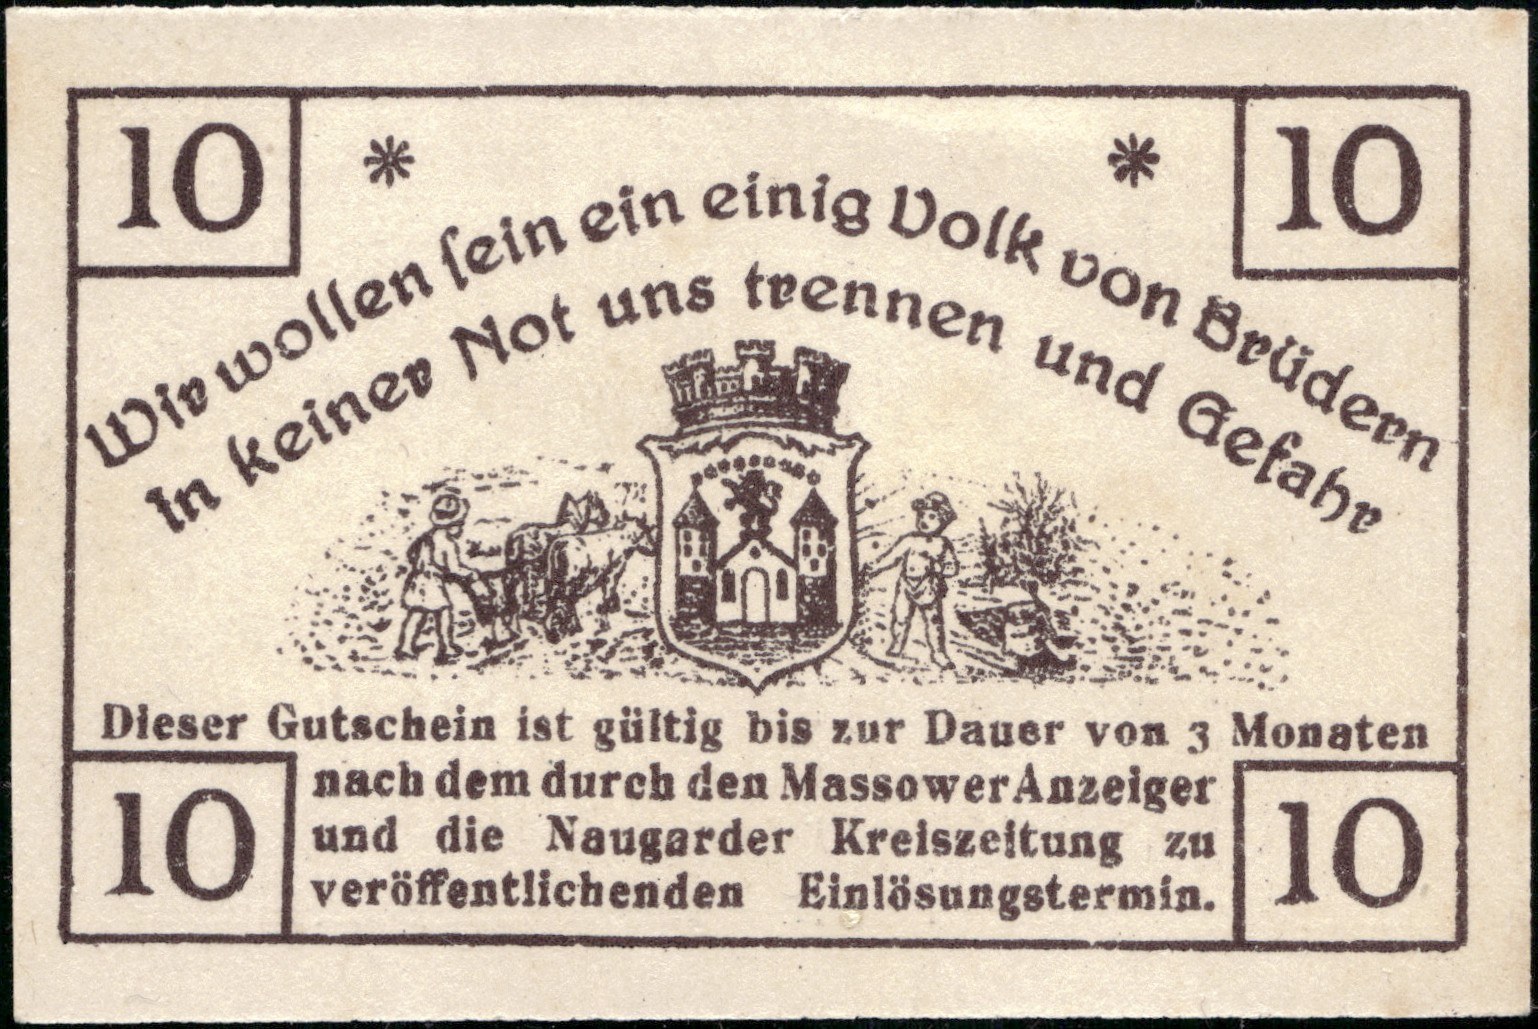 10
10
Wir wollen sein ein einig Volk von Brüdern
In keiner Not uns trennen und Gefahr
Dieser Gutschein ist gültig bis zur Dauer von 3 Monaten
nach dem durch den Massower Anzeiger
und die Naugarder Kreiszeitung zu
veröffentlichenden Einlösungstermin.
10
10